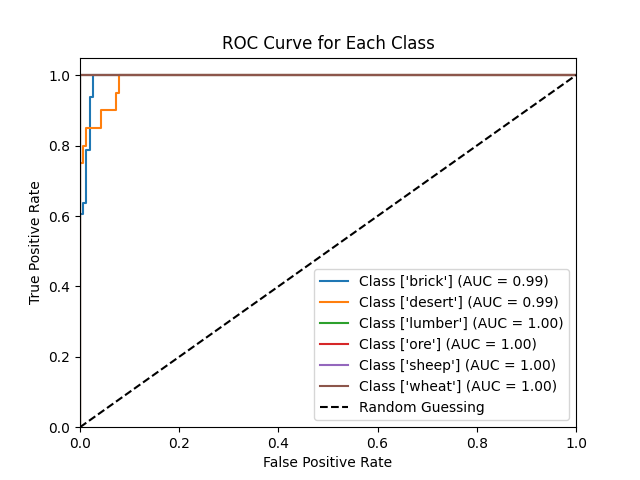 ROC Curve for Each Class
True Positive Rate
1.0
0.8
0.6
0.4
0.2
0.0
Class ['brick'] (AUC = 0.99)
Class ['desert'] (AUC = 0.99)
Class ['lumber'] (AUC = 1.00)
Class ['ore'] (AUC = 1.00)
Class ['sheep'] (AUC = 1.00)
Class ['wheat'] (AUC = 1.00)
Random Guessing
0.0 0.2 0.4 0.6 0.8 1.0
False Positive Rate